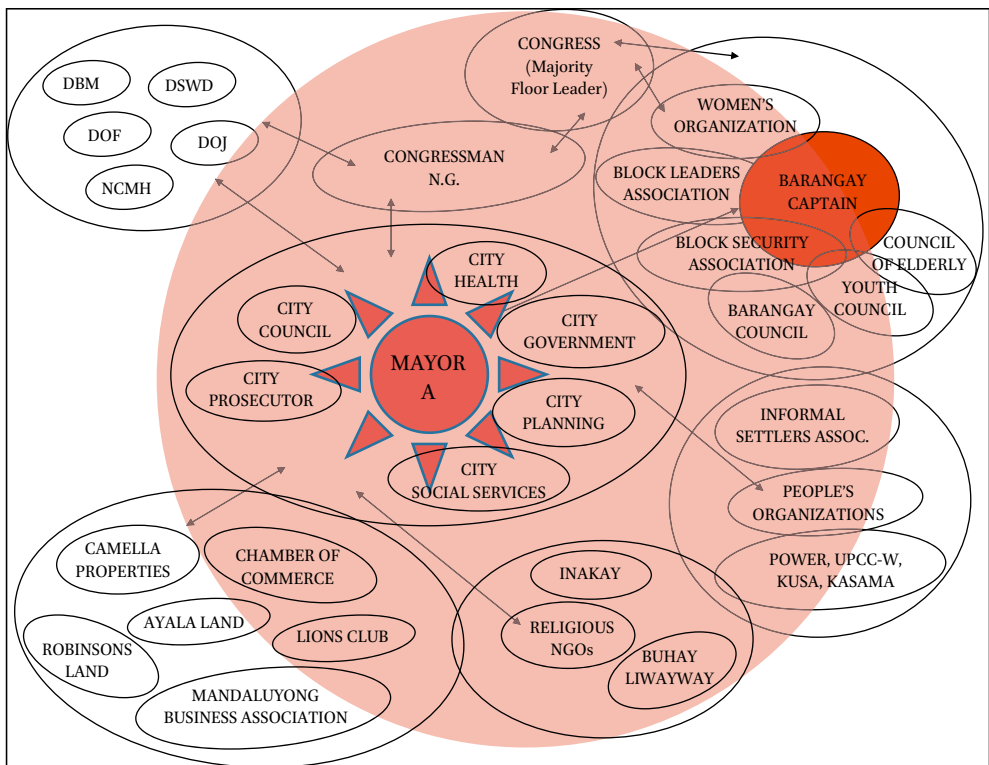 DBM
DSWD
DOF
DOJ
NCMH
CONGRESS
(Majority
Floor Leader)
CONGRESSMAN
N.G.
WOMEN'S
ORGANIZATION
BLOCK LEADERS
ASSOCIATION
BARANGAY
CAPTAIN
BLOCK SECURITY
ASSOCIATION
COUNCIL
OF ELDERLY
YOUTH
COUNCIL
BARANGAY
COUNCIL
CITY
HEALTH
CITY
COUNCIL
CITY
GOVERNMENT
MAYOR
A
CITY
PROSECUTOR
CITY
PLANNING
CITY
SOCIAL SERVICES
INFORMAL
SETTLERS ASSOC.
PEOPLE'S
ORGANIZATIONS
POWER, UPCC-W,
KUSA, KASAMA
CAMELLA
PROPERTIES
CHAMBER OF
COMMERCE
AYALA LAND
LIONS CLUB
ROBINSONS
LAND
MANDALUYONG
BUSINESS ASSOCIATION
INAKAY
RELIGIOUS
NGOs
BUHAY
LIWAYWAY